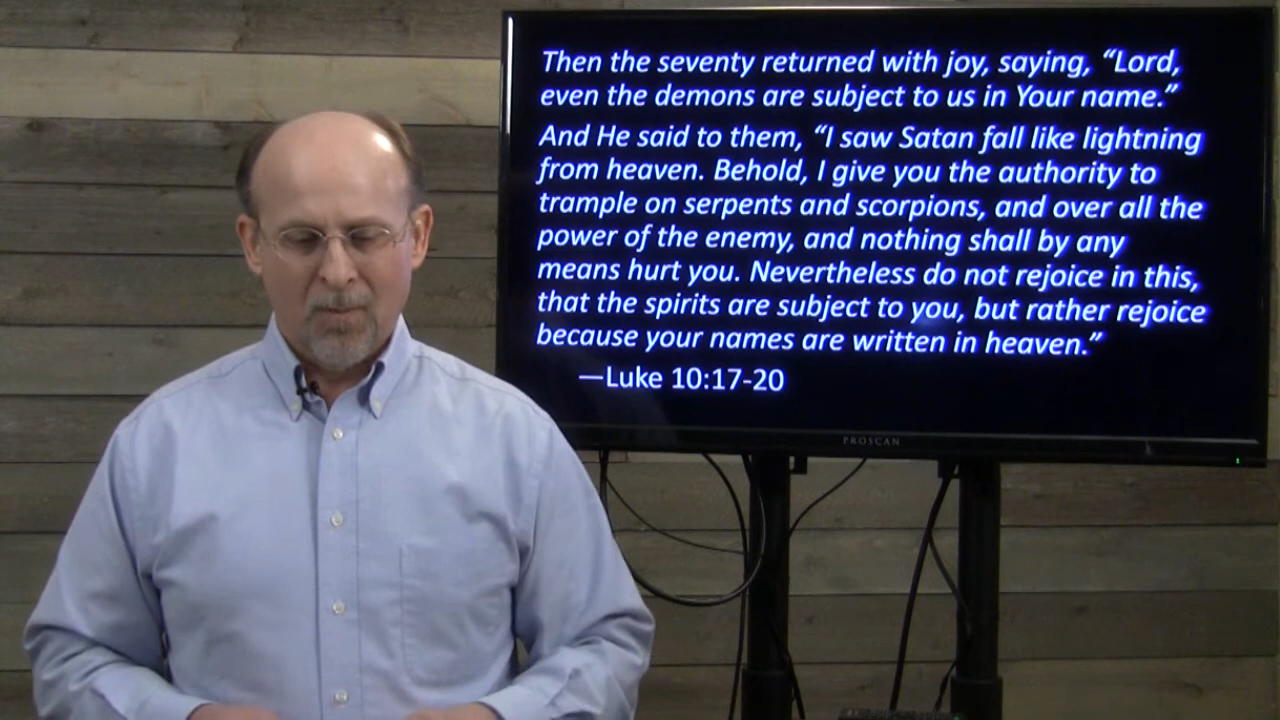 Then the seventy returned with joy, saying, “Lord,
even the demons are subject to us in Your name.”
And He said to them, “I saw Satan fall like lightning
from heaven. Behold, I give you the authority to
trample on serpents and scorpions, and over all the
power of the enemy, and nothing shall by any
means hurt you. Nevertheless do not rejoice in this,
that the spirits are subject to you, but rather rejoice
because your names are written in heaven.”
—Luke 10:17-20
PROSCAN